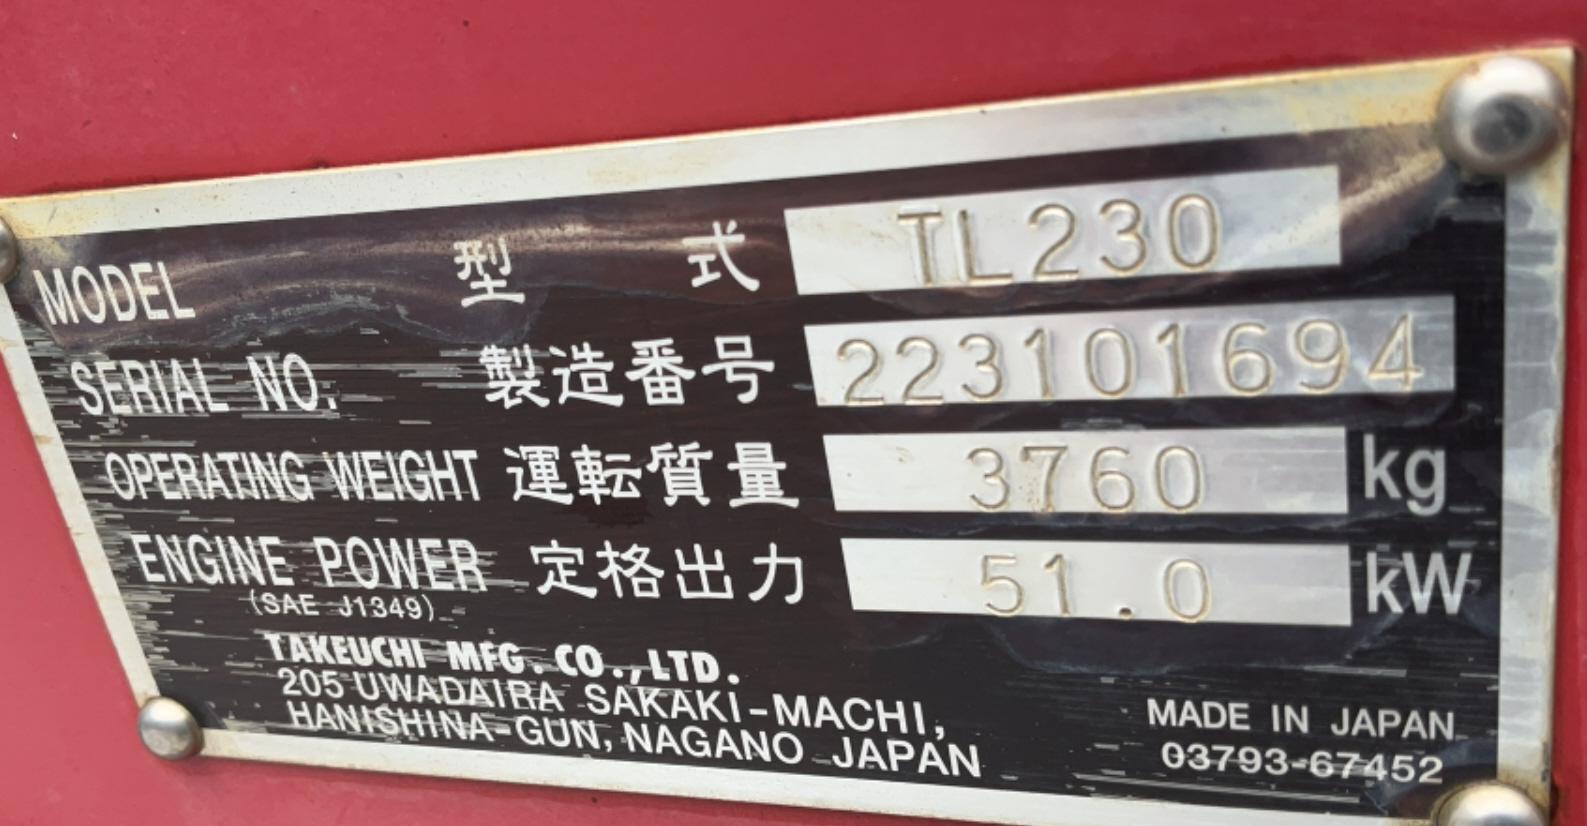 MODEL 型 式 TL230
SERIAL NO. 製造番号 223101694
OPERATING WEIGHT 運転質量 3760 kg
ENGINE POWER 定格出力 51.0 kW
(SAE J1349)
TAKEUCHI MFG. CO.,LTD.
205 UWADAIRA SAKAKI-MACHI,
HANISHINA-GUN, NAGANO JAPAN
MADE IN JAPAN
03793-67452